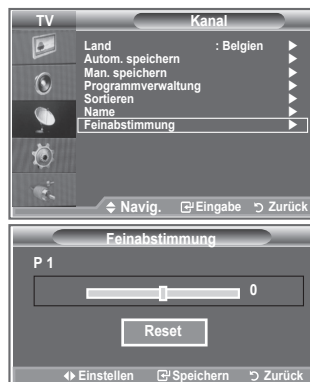 TV Kanal
Land : Belgien
Autom. speichern
Man. speichern
Programmverwaltung
Sortieren
Name
Feinabstimmung
Navig. Eingabe Zurück
Feinabstimmung
P 1
0
Reset
Einstellen Speichern Zurück